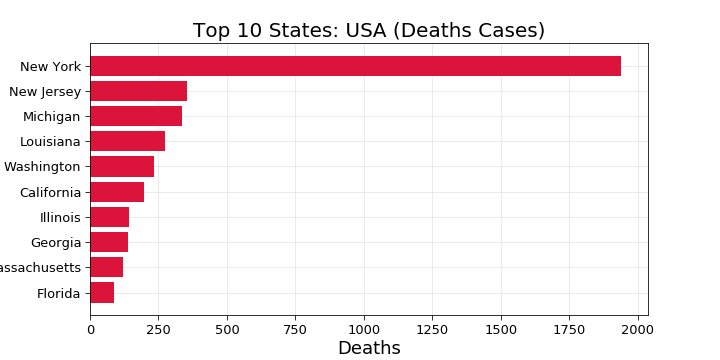 Top 10 States: USA (Deaths Cases)
New York
New Jersey
Michigan
Louisiana
Washington
California
Illinois
Georgia
assachusetts
Florida
0 250 500 750 1000 1250 1500 1750 2000
Deaths